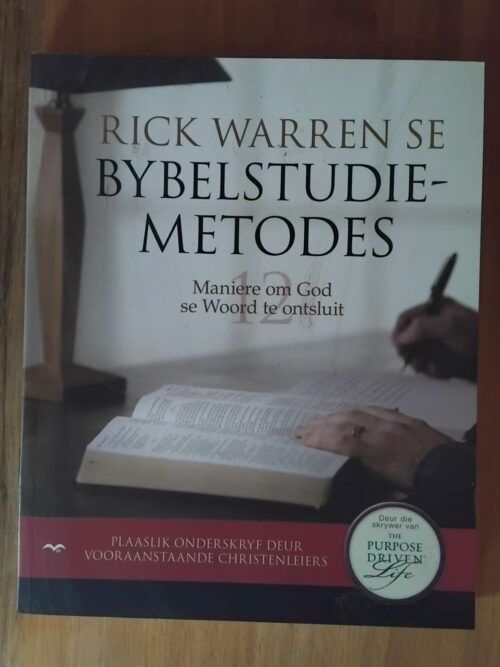 RICK WARREN SE
BYBELSTUDIE-
METODES
12
Maniere om God
se Woord te ontsluit
PLAASLIK ONDERSKRYF DEUR
VOORAANSTAANDE CHRISTENLEIERS
Deur die
skrywer van
THE
PURPOSE
DRIVEN
Life